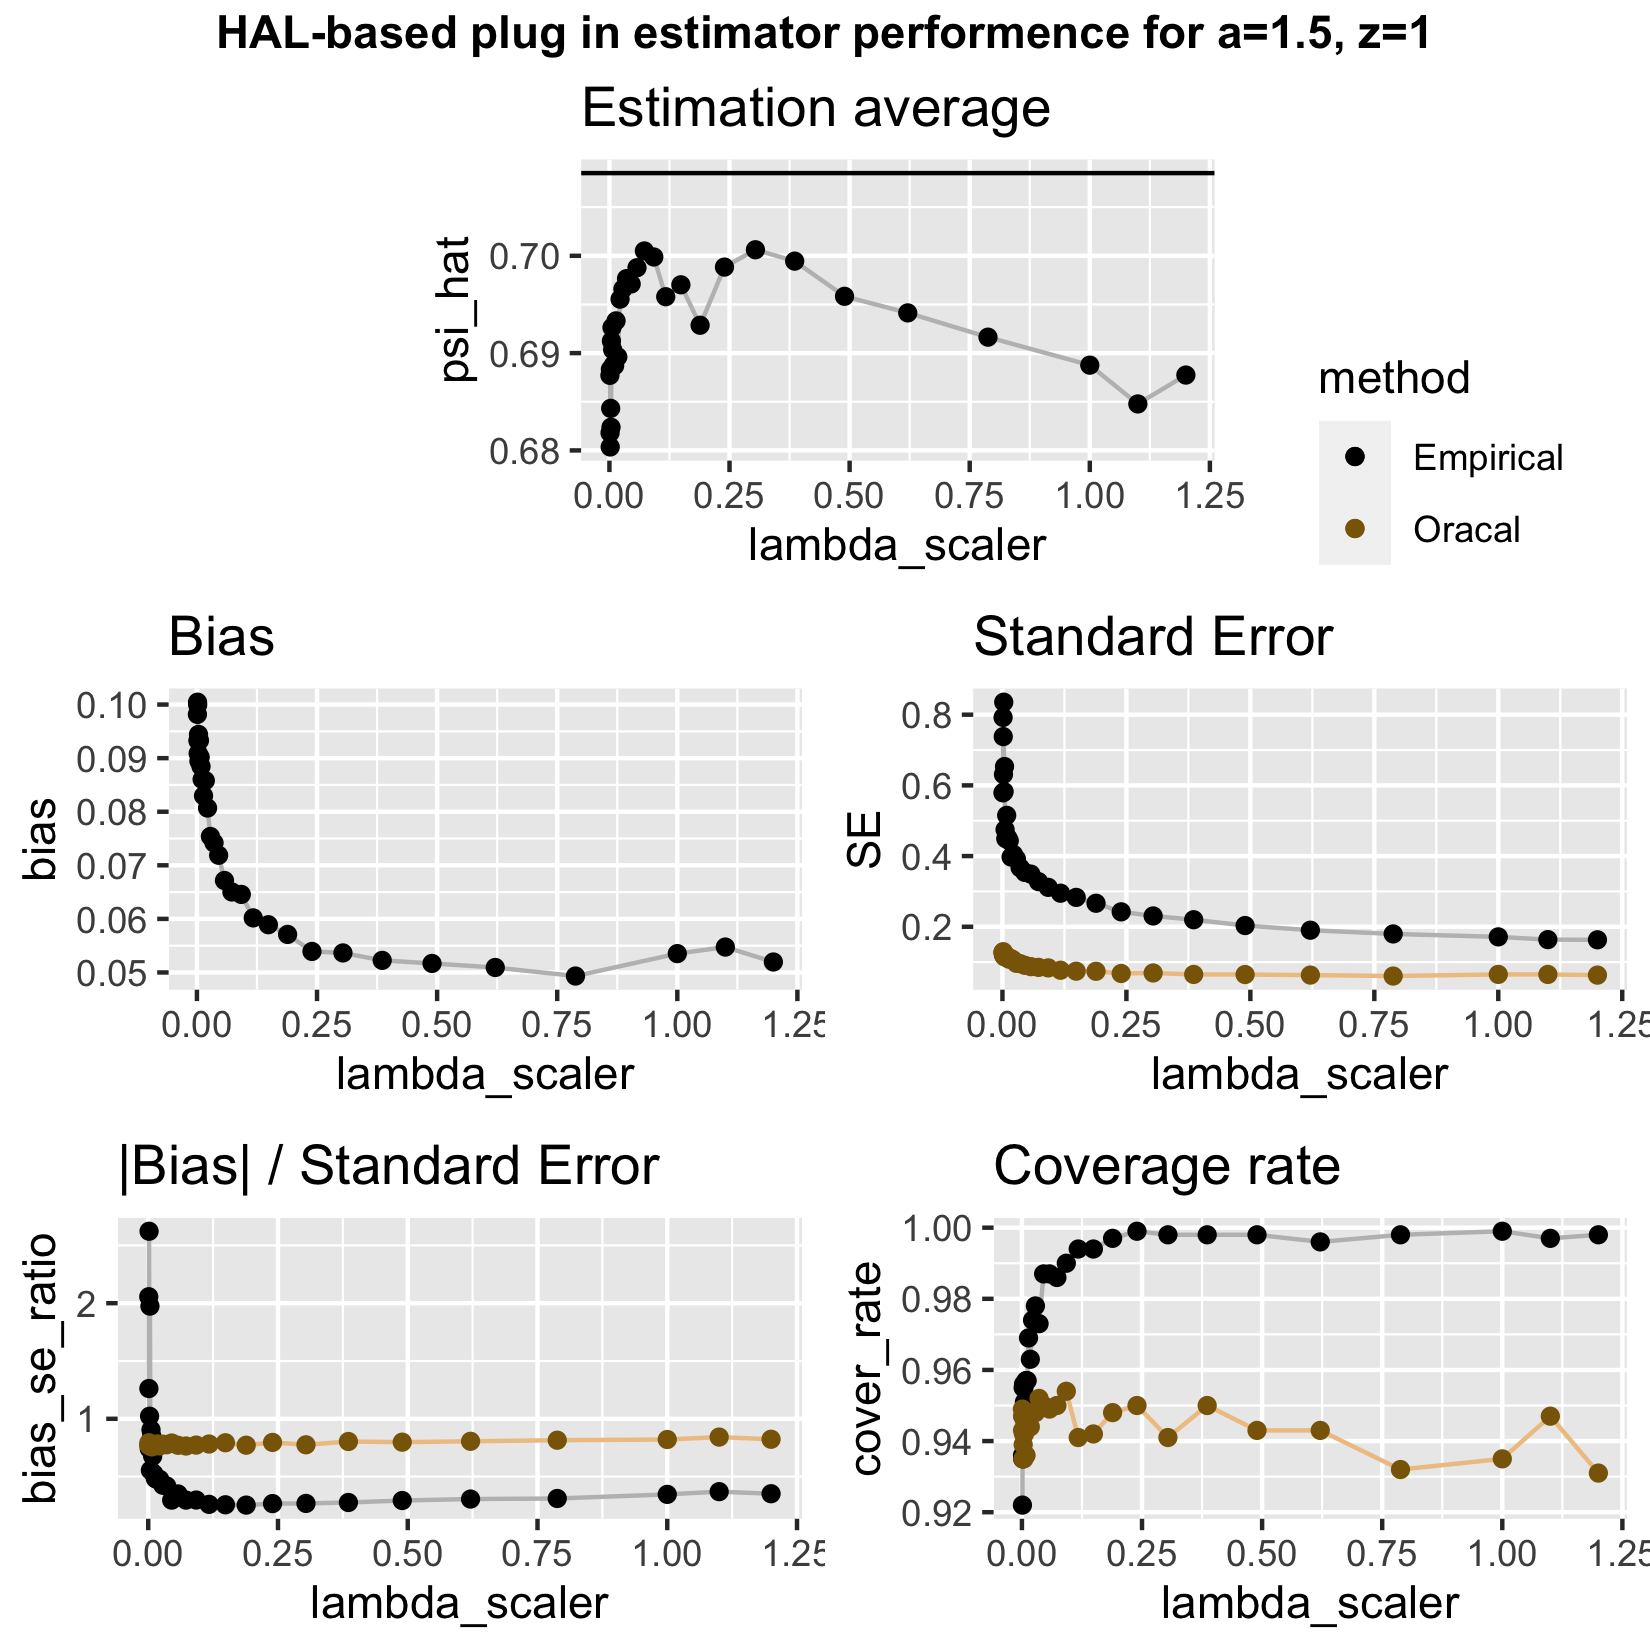 HAL-based plug in estimator performence for a=1.5, z=1
Estimation average
psi_hat
0.70
0.69
0.68
0.00 0.25 0.50 0.75 1.00 1.25
lambda_scaler
method
Empirical
Oracal
Bias
bias
0.10
0.09
0.08
0.07
0.06
0.05
0.00 0.25 0.50 0.75 1.00 1.25
lambda_scaler
Standard Error
SE
0.8
0.6
0.4
0.2
0.00 0.25 0.50 0.75 1.00 1.25
lambda_scaler
|Bias| / Standard Error
bias_se_ratio
2
1
0.00 0.25 0.50 0.75 1.00 1.25
lambda_scaler
Coverage rate
cover_rate
1.00
0.98
0.96
0.94
0.92
0.00 0.25 0.50 0.75 1.00 1.25
lambda_scaler